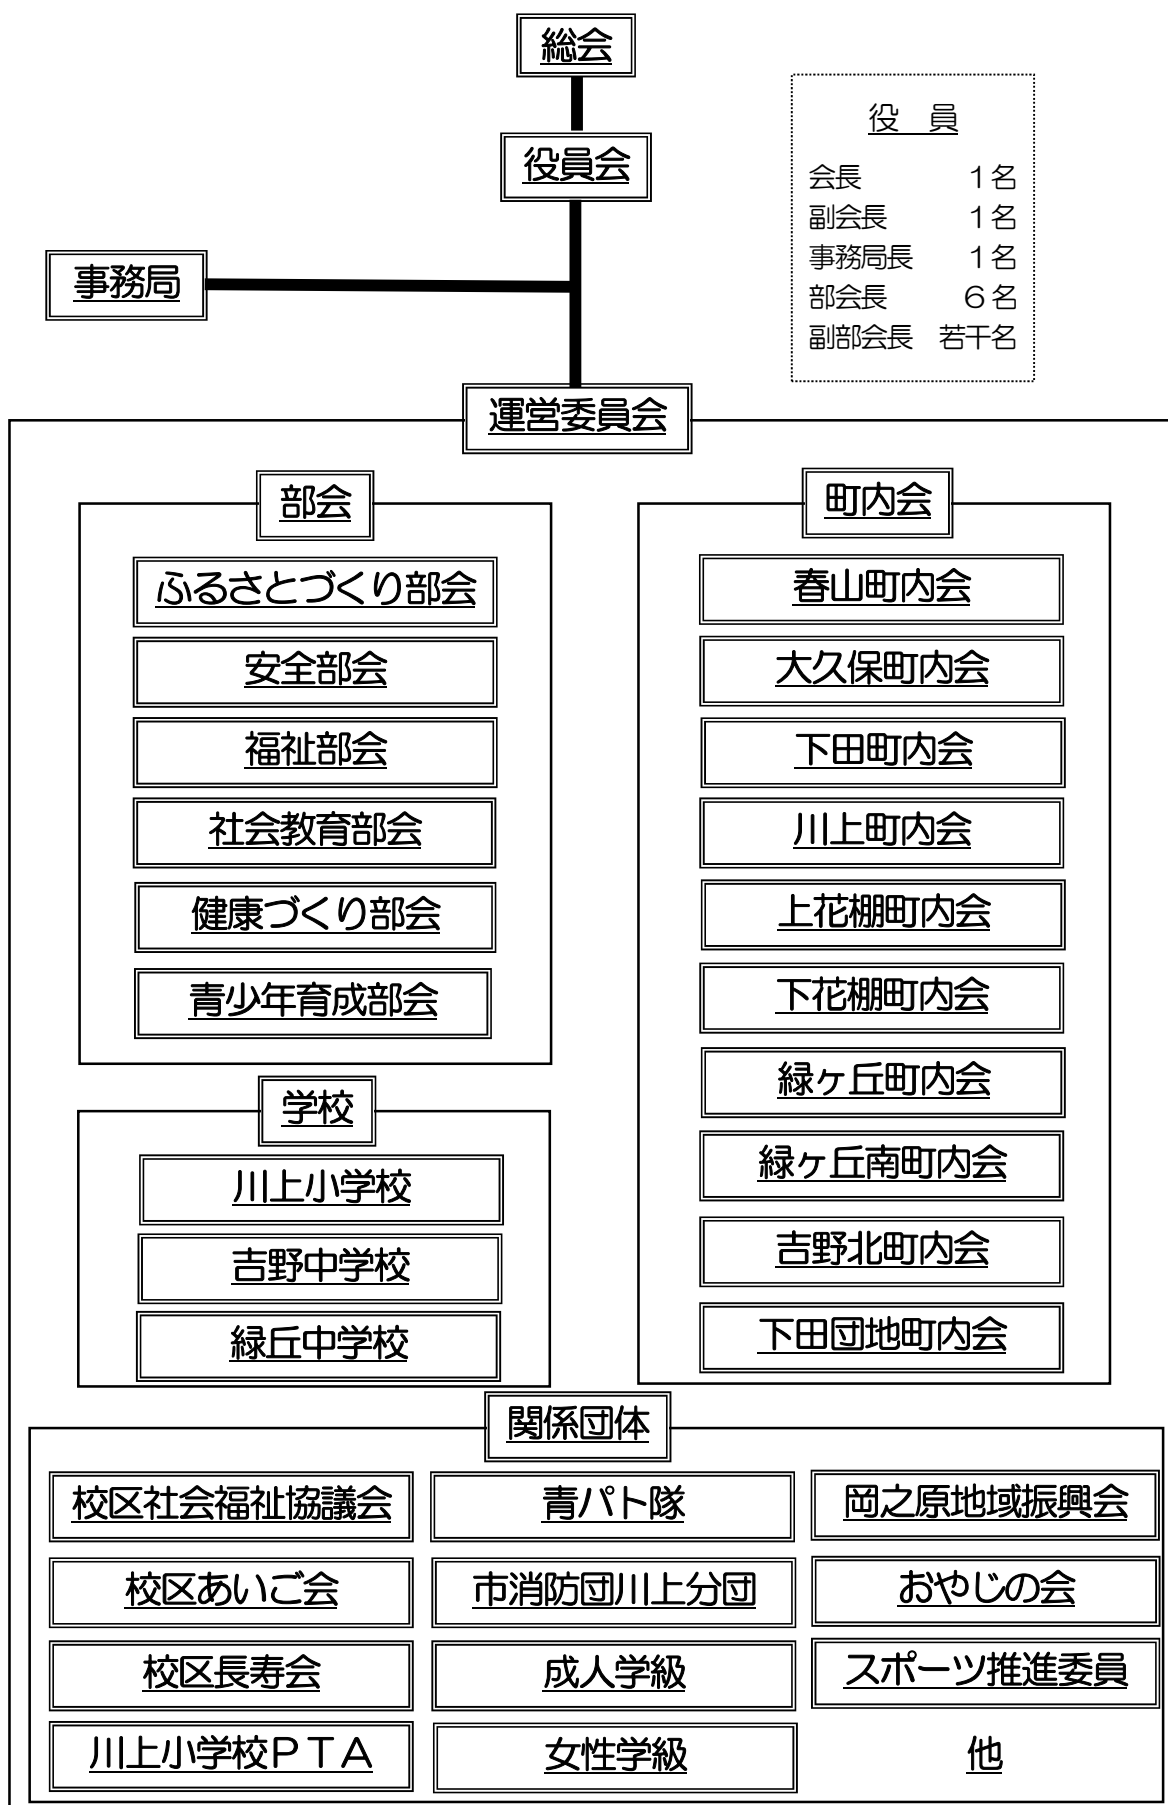 総会
役員会
役　員
会長　1名
副会長　1名
事務局長　1名
部会長　6名
副部会長　若干名
事務局
運営委員会
部会
ふるさとづくり部会
安全部会
福祉部会
社会教育部会
健康づくり部会
青少年育成部会
学校
川上小学校
吉野中学校
緑丘中学校
町内会
春山町内会
大久保町内会
下田町内会
川上町内会
上花棚町内会
下花棚町内会
緑ヶ丘町内会
緑ヶ丘南町内会
吉野北町内会
下田団地町内会
関係団体
校区社会福祉協議会
校区あいご会
校区長寿会
川上小学校ＰＴＡ
青パト隊
市消防団川上分団
成人学級
女性学級
岡之原地域振興会
おやじの会
スポーツ推進委員
他